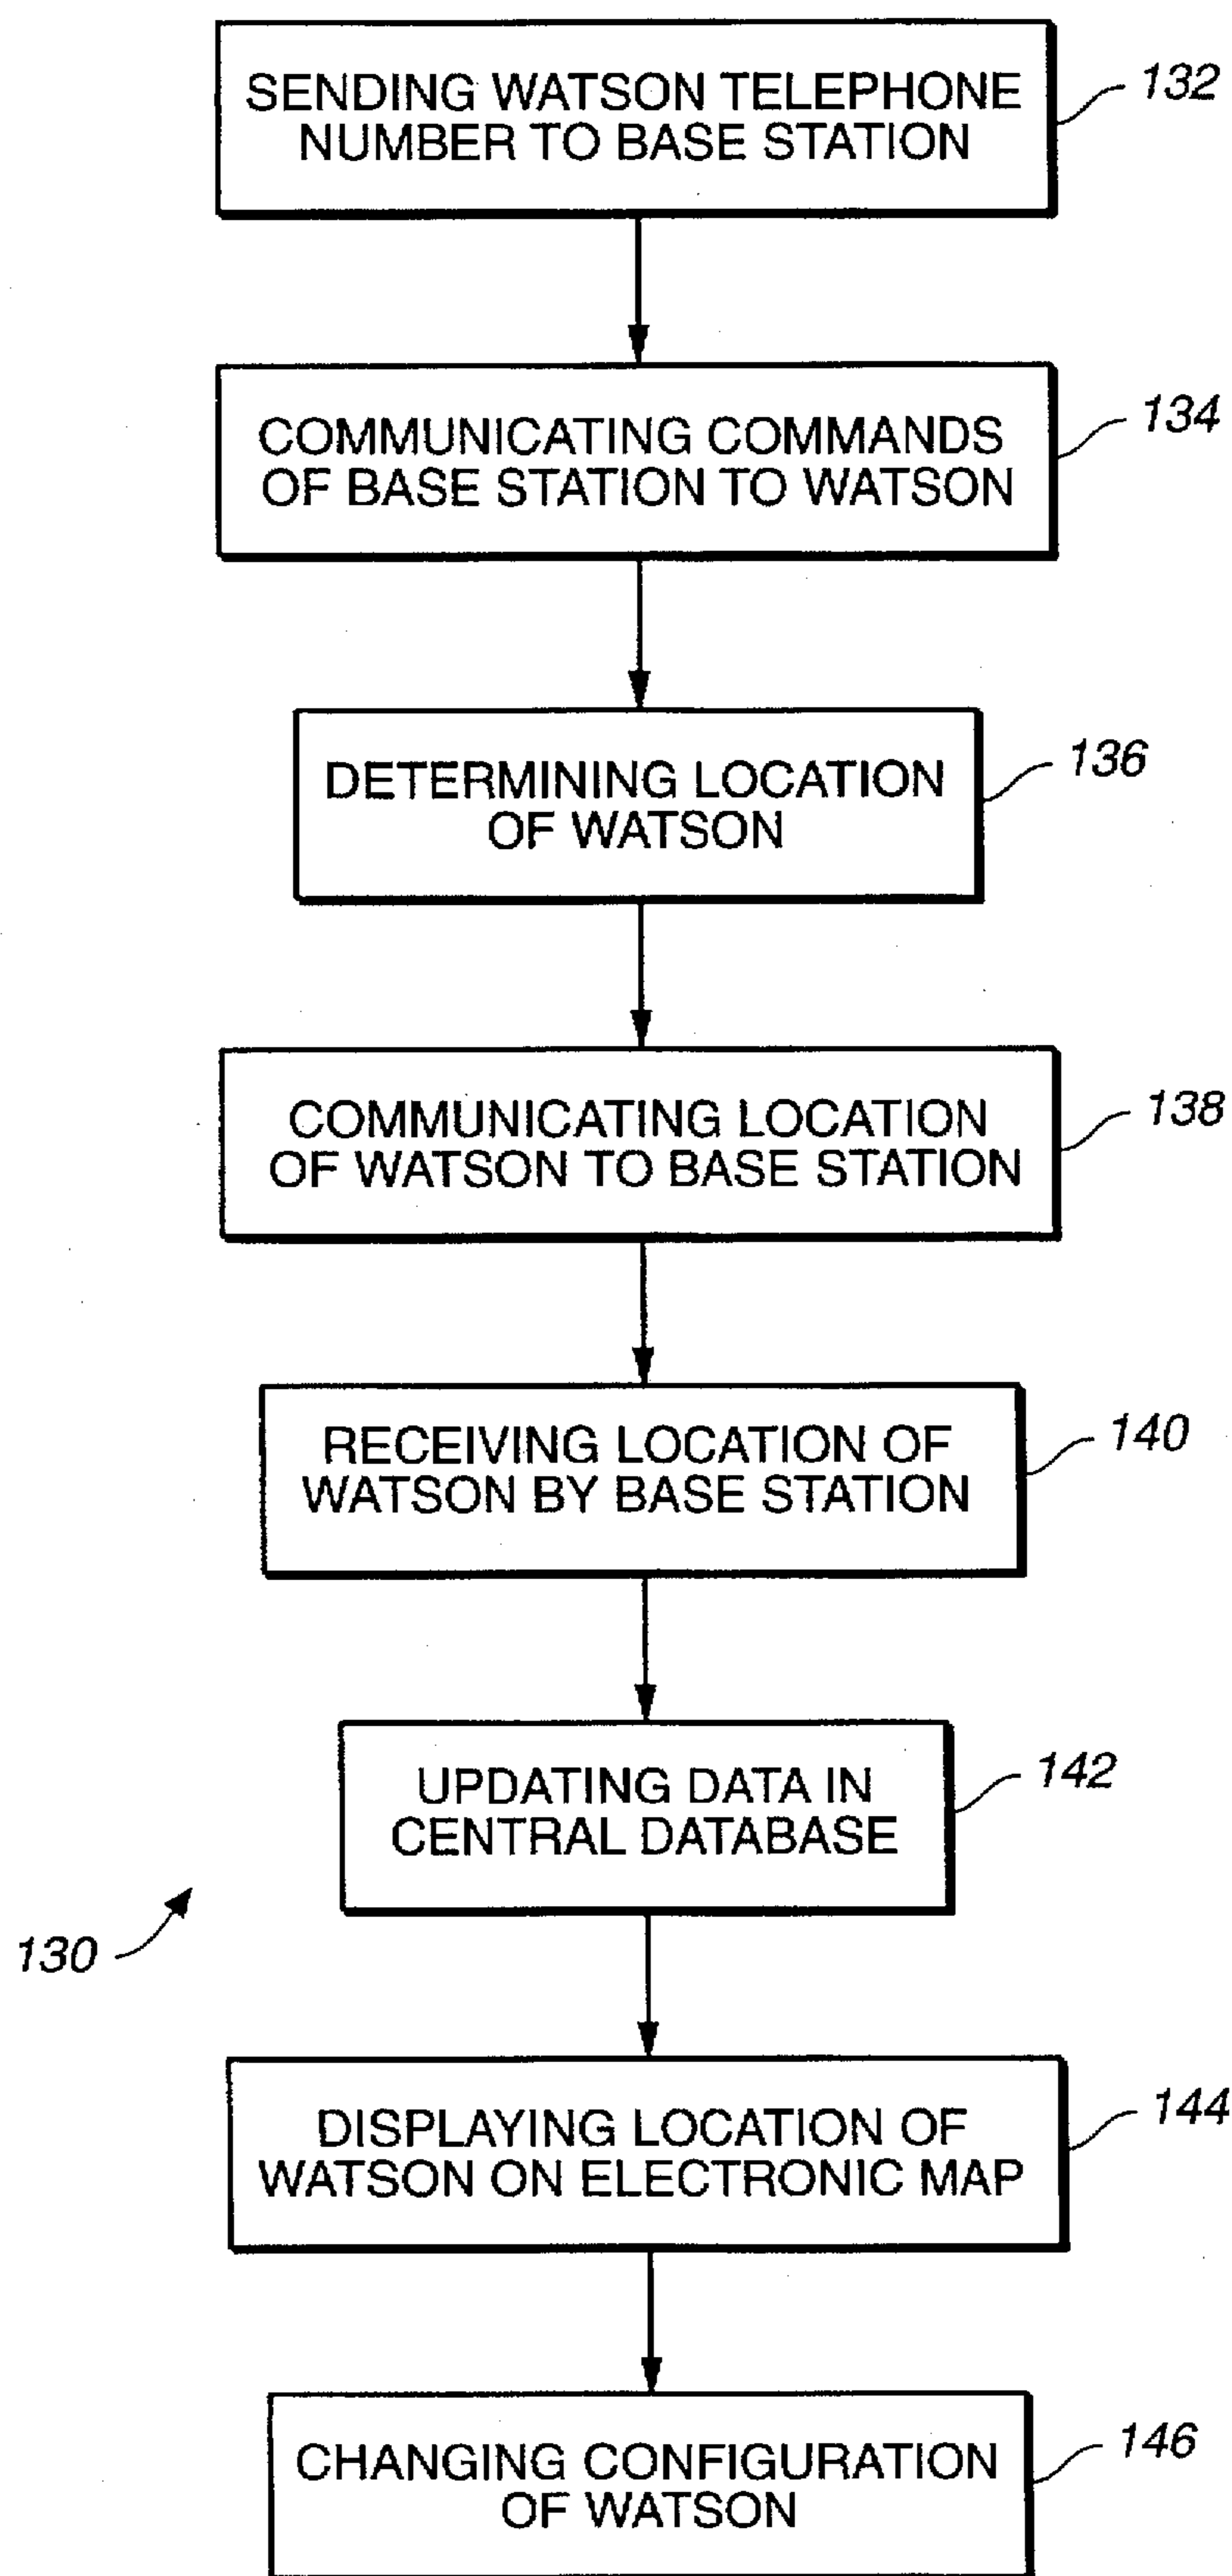 SENDING WATSON TELEPHONE
NUMBER TO BASE STATION
132
COMMUNICATING COMMANDS
OF BASE STATION TO WATSON
134
DETERMINING LOCATION
OF WATSON
136
COMMUNICATING LOCATION
OF WATSON TO BASE STATION
138
RECEIVING LOCATION OF
WATSON BY BASE STATION
140
UPDATING DATA IN
CENTRAL DATABASE
142
130
DISPLAYING LOCATION OF
WATSON ON ELECTRONIC MAP
144
CHANGING CONFIGURATION
OF WATSON
146